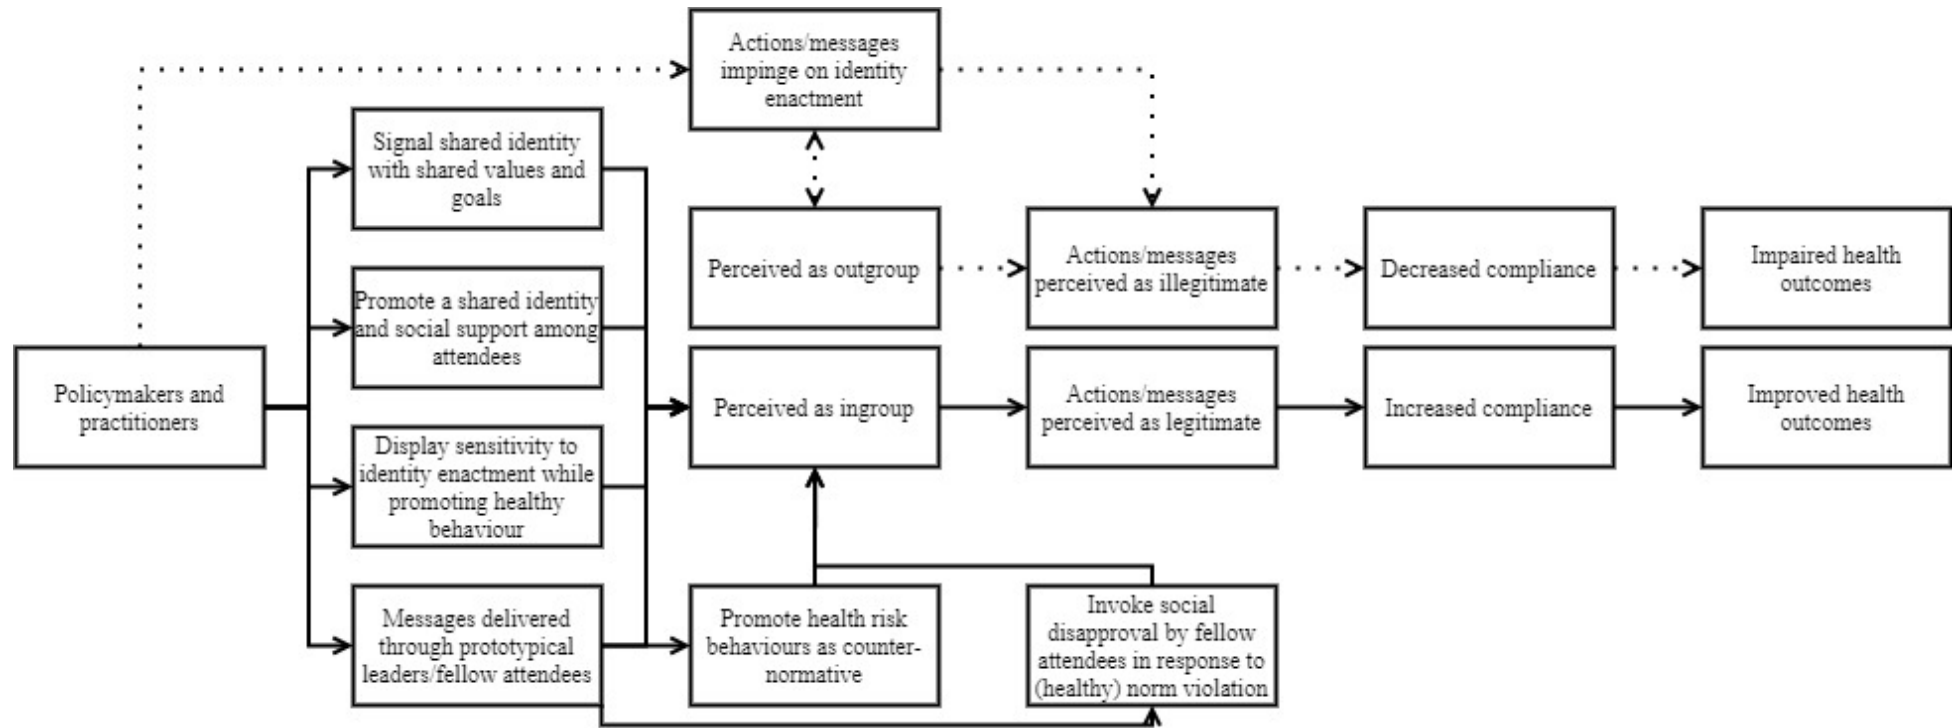 Actions/messages
impinge on identity
enactment
Signal shared identity
with shared values and
goals
Promote a shared identity
and social support among
attendees
Perceived as outgroup
Actions/messages
perceived as illegitimate
Decreased compliance
Impaired health
outcomes
Policymakers and
practitioners
Perceived as ingroup
Actions/messages
perceived as legitimate
Increased compliance
Improved health
outcomes
Display sensitivity to
identity enactment while
promoting healthy
behaviour
Messages delivered
through prototypical
leaders/fellow attendees
Promote health risk
behaviours as counter-
normative
Invoke social
disapproval by fellow
attendees in response to
(healthy) norm violation